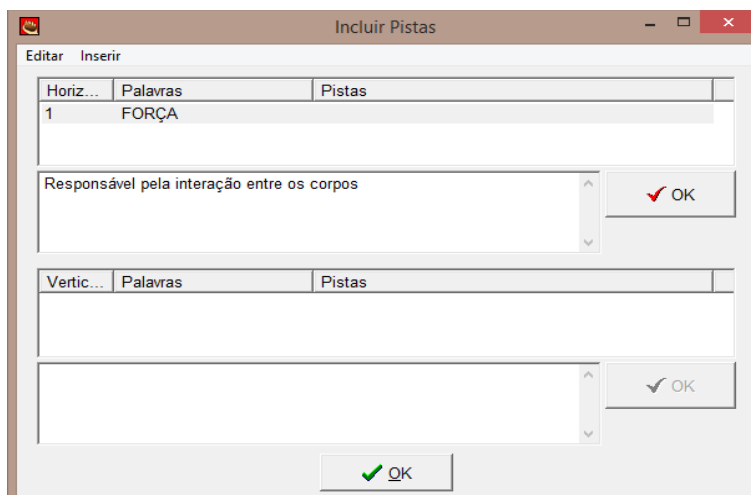 Incluir Pistas
Editar Inserir
Horiz... Palavras Pistas
1 FORÇA
Responsável pela interação entre os corpos
OK
Vertic... Palavras Pistas
OK
OK